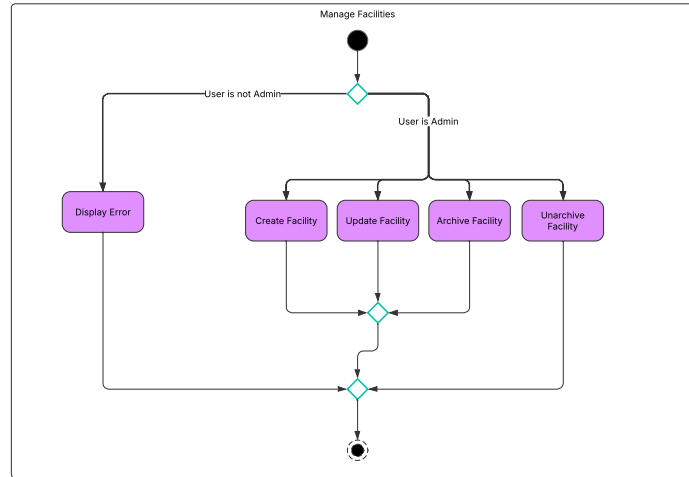 Manage Facilities
User is not Admin
User is Admin
Display Error
Create Facility
Update Facility
Archive Facility
Unarchive
Facility